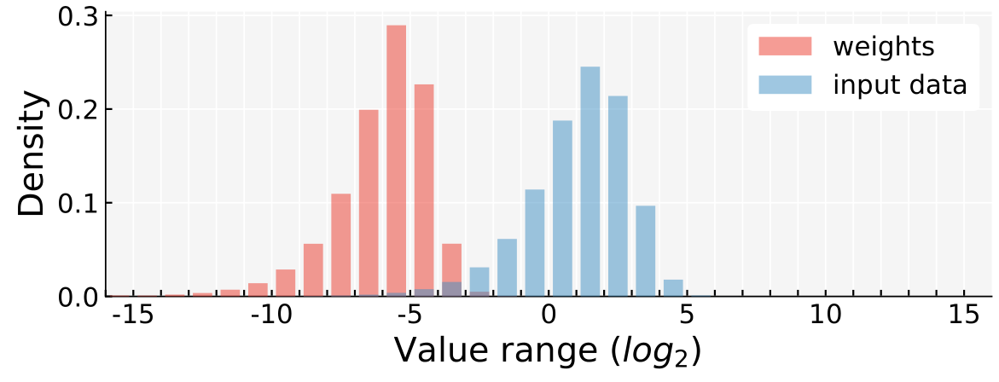 0.3
0.2
0.1
0.0
Density
weights
input data
-15 -10 -5 0 5 10 15
Value range (log₂)